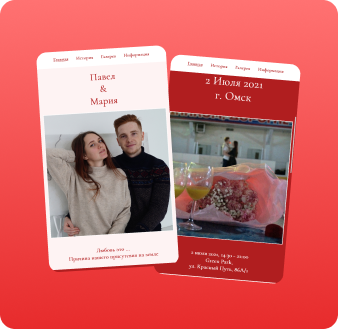 Главная История Галерея Информация
Павел
&
Мария
Любовь это ...
Причина нашего присутствия на земле
Главная История Галерея Информация
2 Июля 2021
г. Омск
2 июля 2021, 14:30 - 22:00
Green Park,
ул. Красный Путь, 86А/1